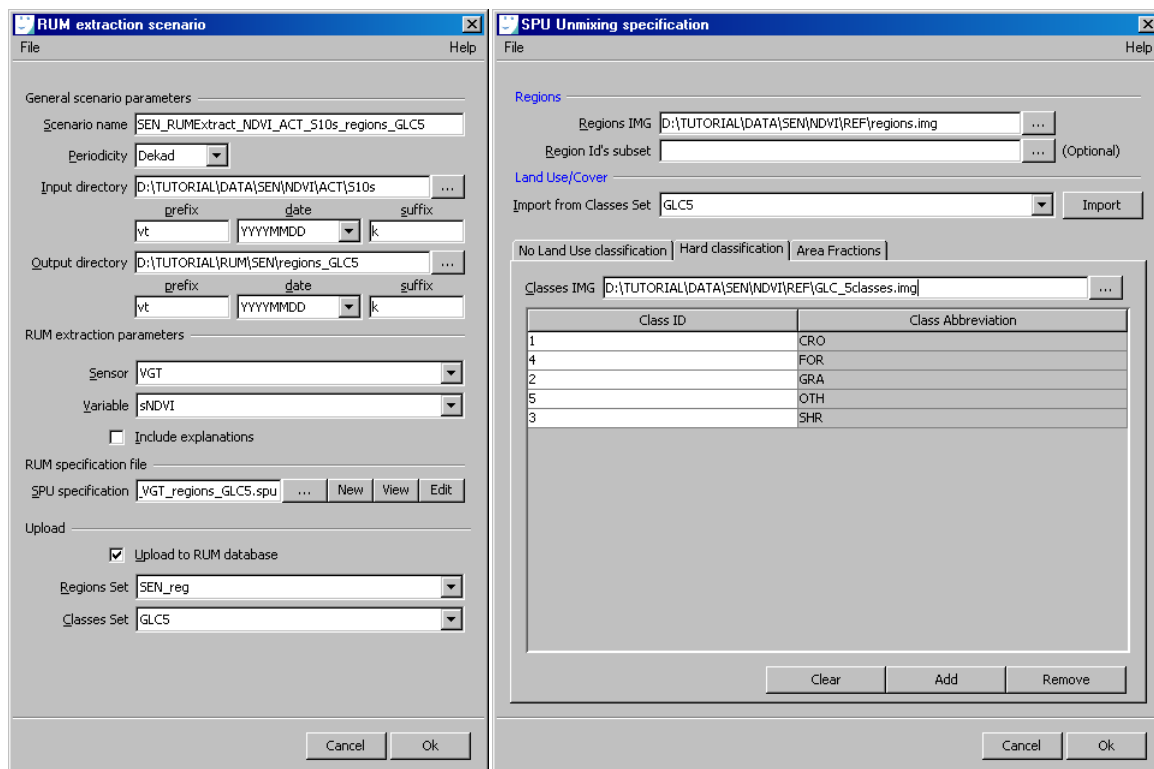 RUM extraction scenario
File Help
General scenario parameters
Scenario name SEN_RUMExtract_NDVI_ACT_S10s_regions_GLC5
Periodicity Dekad
Input directory D:\TUTORIAL\DATA\SEN\NDVI\ACT\S10s ...
prefix date suffix
vt YYYYMMDD k
Output directory D:\TUTORIAL\RUM\SEN\regions_GLC5 ...
prefix date suffix
vt YYYYMMDD k
RUM extraction parameters
Sensor VGT
Variable sNDVI
Include explanations
RUM specification file
SPU specification _VGT_regions_GLC5.spu ... New View Edit
Upload
Upload to RUM database
Regions Set SEN_reg
Classes Set GLC5
Cancel Ok
SPU Unmixing specification
File Help
Regions
Regions IMG D:\TUTORIAL\DATA\SEN\NDVI\REF\regions.img ...
Region Id's subset ... (Optional)
Land Use/Cover
Import from Classes Set GLC5 Import
No Land Use classification Hard classification Area Fractions
Classes IMG D:\TUTORIAL\DATA\SEN\NDVI\REF\GLC_5classes.img ...
Class ID Class Abbreviation
1 CRO
4 FOR
2 GRA
5 OTH
3 SHR
Clear Add Remove
Cancel Ok